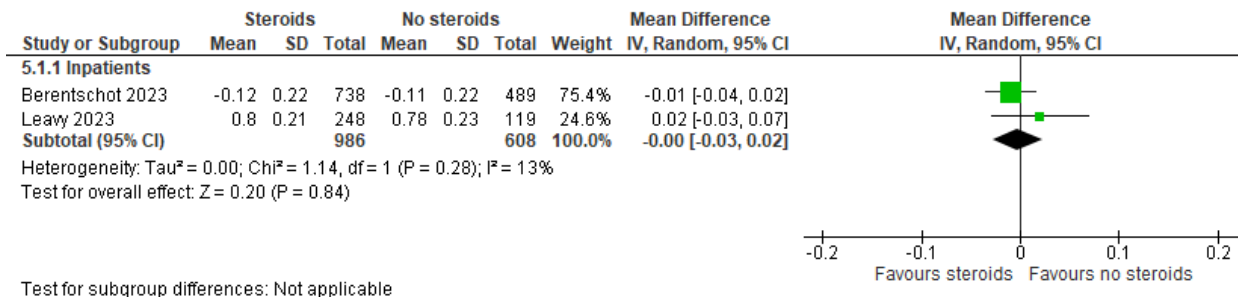 Steroids No steroids Mean Difference Mean Difference
Study or Subgroup Mean SD Total Mean SD Total Weight IV, Random, 95% CI IV, Random, 95% CI
5.1.1 Inpatients
Berentschot 2023 -0.12 0.22 738 -0.11 0.22 489 75.4% -0.01 [-0.04, 0.02]
Leavy 2023 0.8 0.21 248 0.78 0.23 119 24.6% 0.02 [-0.03, 0.07]
Subtotal (95% CI) 986 608 100.0% -0.00 [-0.03, 0.02]
Heterogeneity: Tau² = 0.00; Chi² = 1.14, df = 1 (P = 0.28); I² = 13%
Test for overall effect: Z = 0.20 (P = 0.84)
-0.2 -0.1 0 0.1 0.2
Favours steroids Favours no steroids
Test for subgroup differences: Not applicable